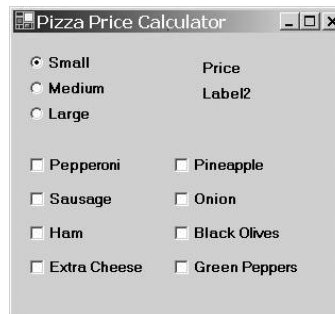 Pizza Price Calculator
Small
Medium
Large
Price
Label2
Pepperoni
Sausage
Ham
Extra Cheese
Pineapple
Onion
Black Olives
Green Peppers